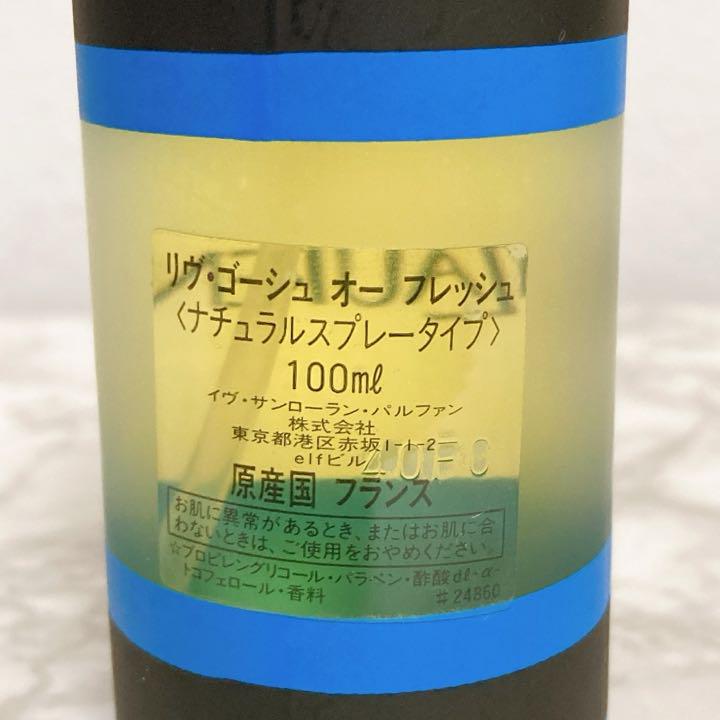 リヴ・ゴーシュ オー フレッシュ
〈ナチュラルスプレータイプ〉
100mℓ
イヴ・サンローラン・パルファン
株式会社
東京都港区赤坂1-1-2
elfビル
原産国 フランス
お肌に異常があるとき、またはお肌に合
わないときは、ご使用をおやめください。
☆プロピレングリコール・パラベン・酢酸dℓ-α-
トコフェロール・香料 #24860